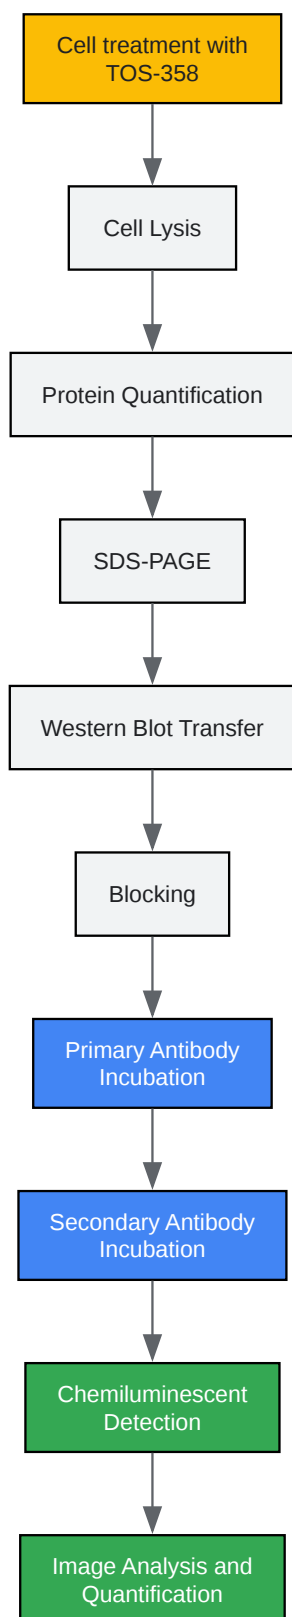 Cell treatment with
TOS-358
Cell Lysis
Protein Quantification
SDS-PAGE
Western Blot Transfer
Blocking
Primary Antibody
Incubation
Secondary Antibody
Incubation
Chemiluminescent
Detection
Image Analysis and
Quantification